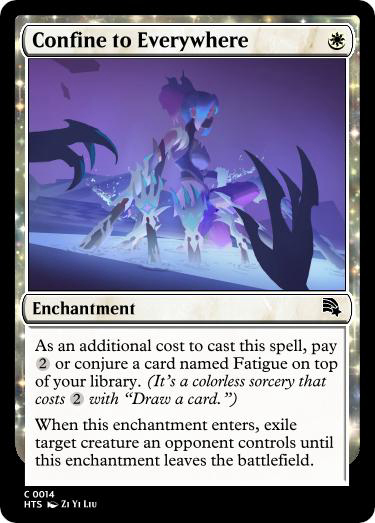 Confine to Everywhere
Enchantment
As an additional cost to cast this spell, pay
2 or conjure a card named Fatigue on top
of your library. (It's a colorless sorcery that
costs 2 with "Draw a card.")
When this enchantment enters, exile
target creature an opponent controls until
this enchantment leaves the battlefield.
C 0014
HTS Zi Yi Liu